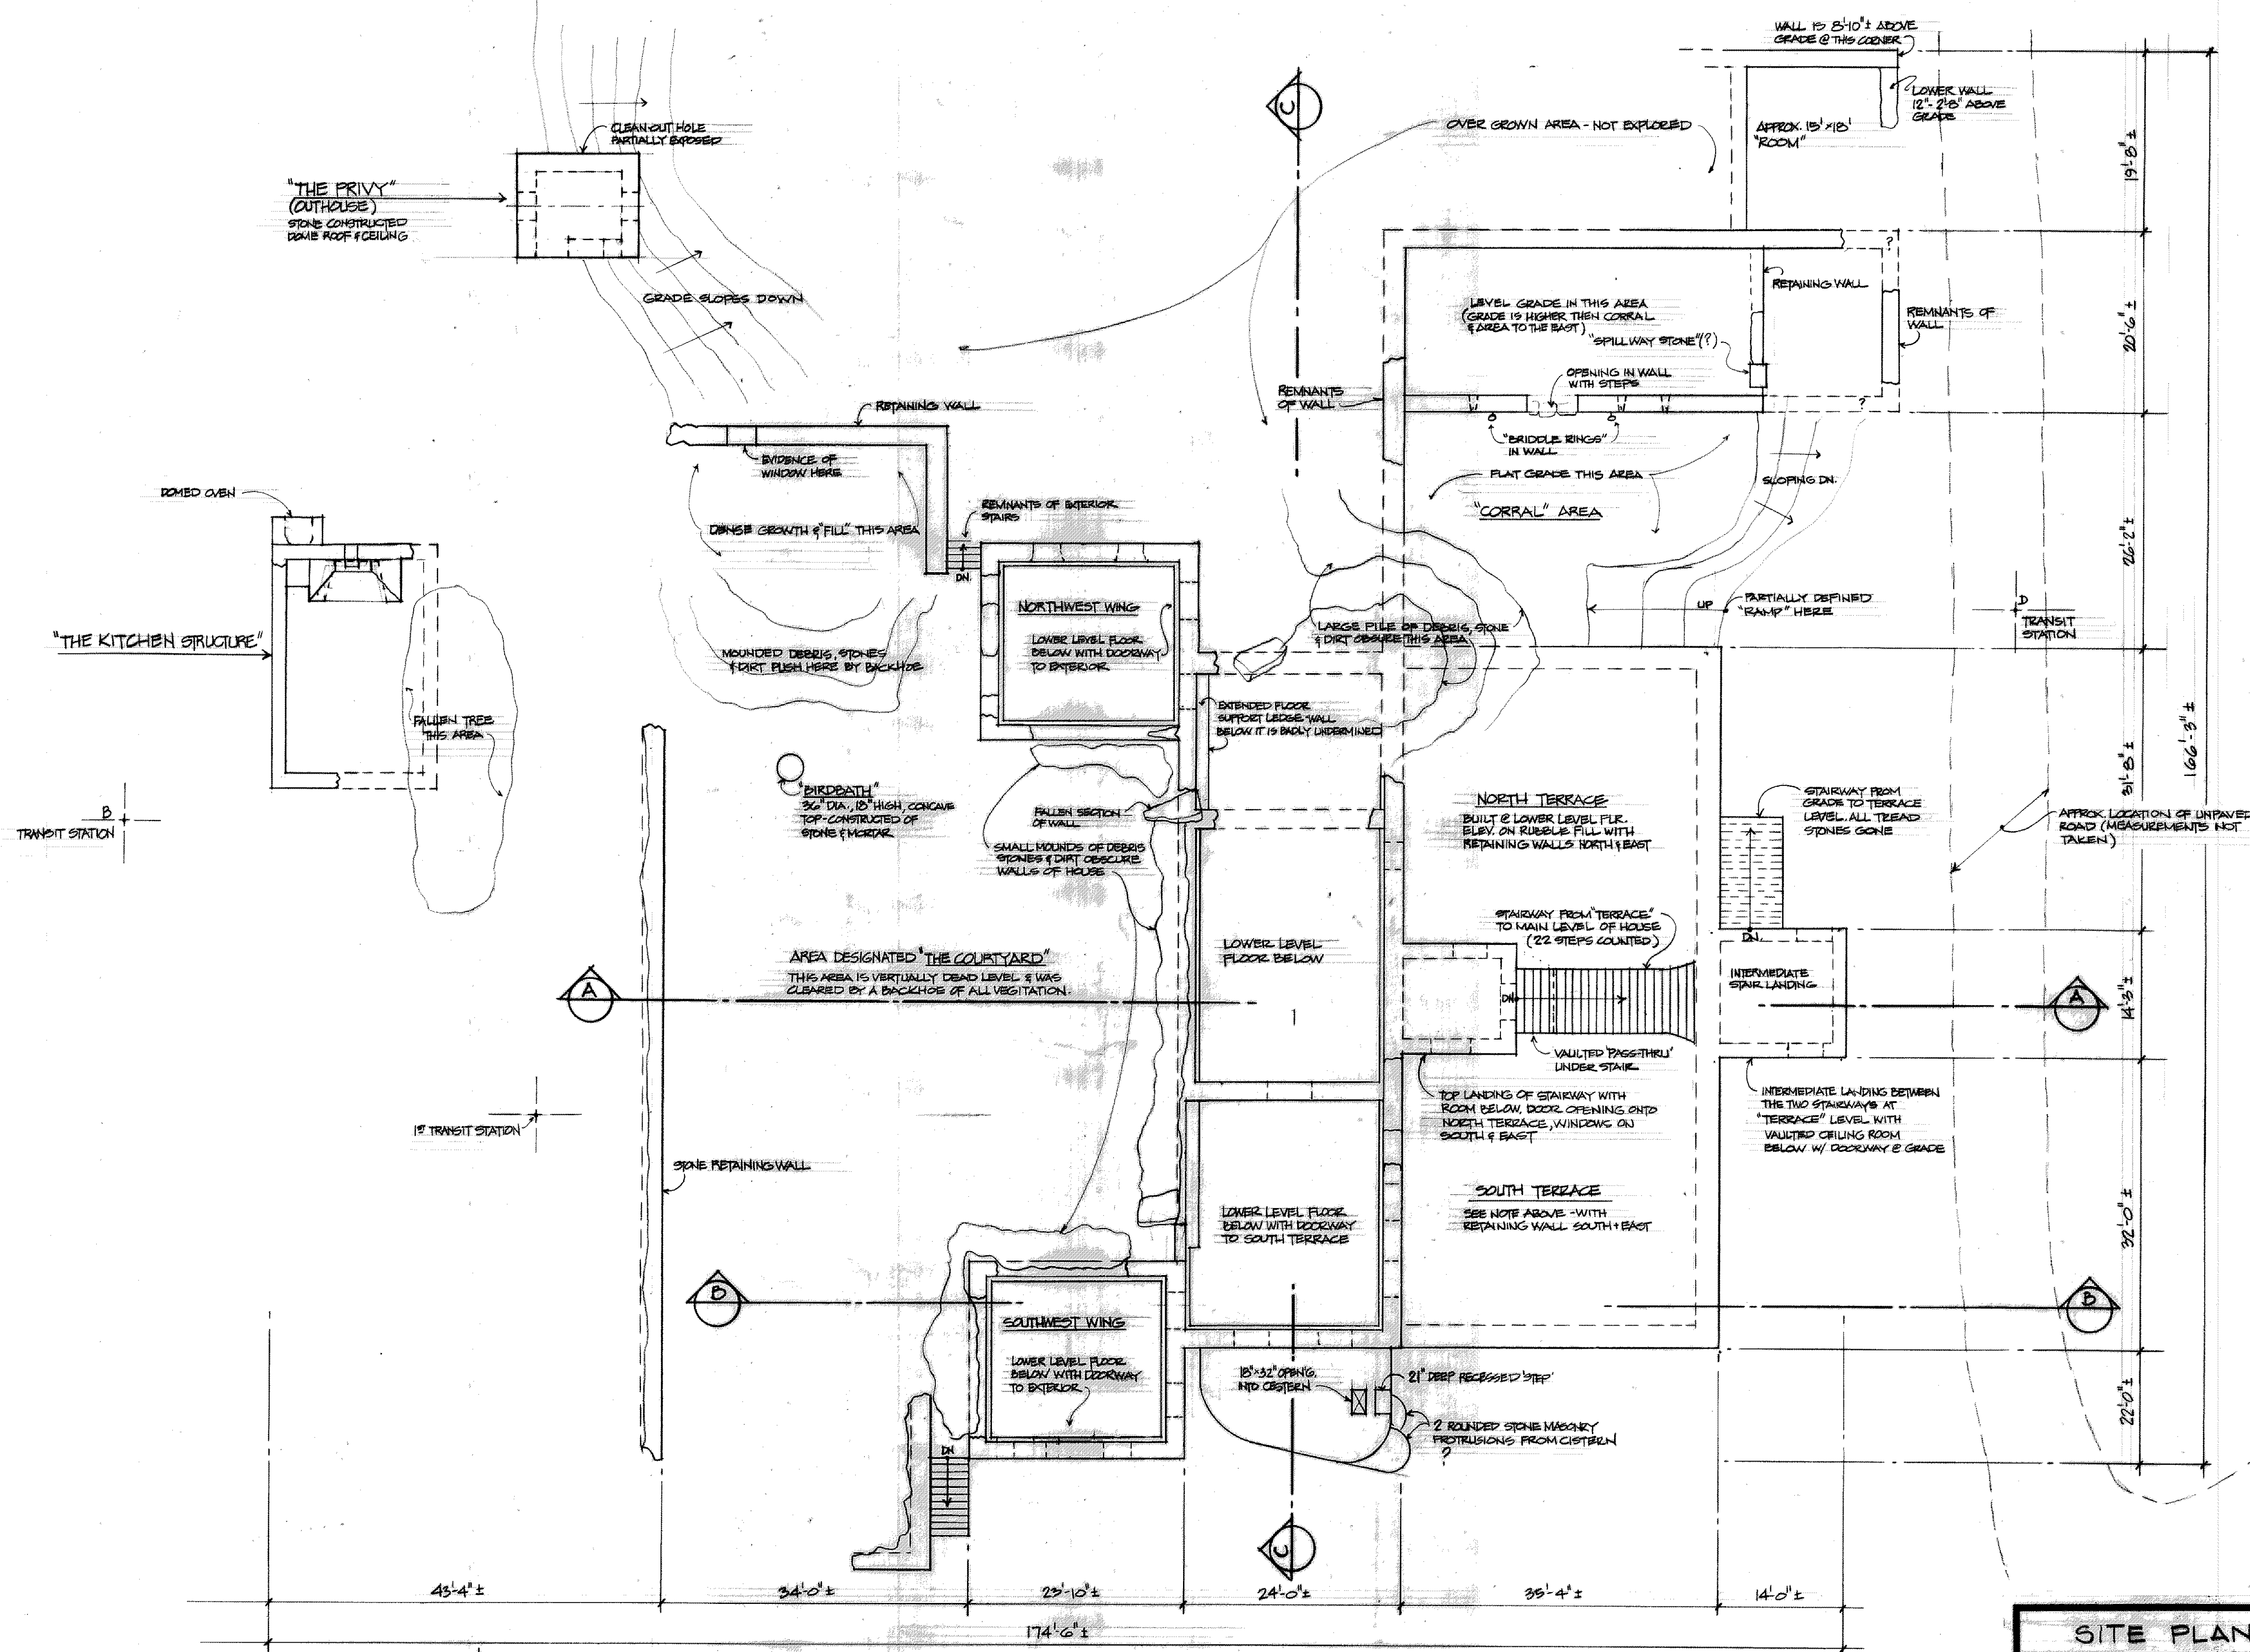 WALL IS 8'-10"± ABOVE
GRADE @ THIS CORNER
C
LOWER WALL
12"- 2'-8" ABOVE
GRADE
OVER GROWN AREA - NOT EXPLORED
APPROX. 15'×18'
"ROOM"
CLEAN-OUT HOLE
PARTIALLY EXPOSED
19'-8"±
"THE PRIVY"
(OUTHOUSE)
STONE CONSTRUCTED
DOME ROOF & CEILING
?
GRADE SLOPES DOWN
RETAINING WALL
LEVEL GRADE IN THIS AREA
(GRADE IS HIGHER THEN CORRAL
& AREA TO THE EAST)
REMNANTS OF
WALL
20'-6"±
"SPILLWAY STONE"(?)
OPENING IN WALL
WITH STEPS
REMNANTS
OF WALL
?
RETAINING WALL
"BRIDDLE RINGS"
IN WALL
EVIDENCE OF
WINDOW HERE
FLAT GRADE THIS AREA
SLOPING DN.
DOMED OVEN
REMNANTS OF EXTERIOR
STAIRS
"CORRAL" AREA
DENSE GROWTH & "FILL" THIS AREA
26'-2"±
DN.
NORTHWEST WING
LOWER LEVEL FLOOR
BELOW WITH DOORWAY
TO EXTERIOR
UP
PARTIALLY DEFINED
"RAMP" HERE
D
TRANSIT
STATION
LARGE PILE OF DEBRIS, STONE
& DIRT OBSURE THIS AREA
"THE KITCHEN STRUCTURE"
MOUNDED DEBRIS, STONES
& DIRT PUSH HERE BY BACKHOE
FALLEN TREE
THIS AREA
EXTENDED FLOOR
SUPPORT LEDGE-WALL
BELOW IT IS BADLY UNDERMINED
166'-3"±
31'-8"±
"BIRDBATH"
36" DIA., 18" HIGH, CONCAVE
TOP-CONSTRUCTED OF
STONE & MORTAR
NORTH TERRACE
BUILT @ LOWER LEVEL FLR.
ELEV. ON RUBBLE FILL WITH
RETAINING WALLS NORTH & EAST
STAIRWAY FROM
GRADE TO TERRACE
LEVEL. ALL TREAD
STONES GONE
B
TRANSIT STATION
FALLEN SECTION
OF WALL
APPROX. LOCATION OF UNPAVED
ROAD (MEASUREMENTS NOT
TAKEN)
SMALL MOUNDS OF DEBRIS
STONES & DIRT OBSCURE
WALLS OF HOUSE
STAIRWAY FROM "TERRACE"
TO MAIN LEVEL OF HOUSE
(22 STEPS COUNTED)
LOWER LEVEL
FLOOR BELOW
DN.
AREA DESIGNATED "THE COURTYARD"
THIS AREA IS VERTUALLY DEAD LEVEL & WAS
CLEARED BY A BACKHOE OF ALL VEGITATION.
INTERMEDIATE
STAIR LANDING
A
DN.
A
14'-3"±
VAULTED 'PASS-THRU'
UNDER STAIR
TOP LANDING OF STAIRWAY WITH
ROOM BELOW, DOOR OPENING ONTO
NORTH TERRACE, WINDOWS ON
SOUTH & EAST
INTERMEDIATE LANDING BETWEEN
THE TWO STAIRWAYS AT
"TERRACE" LEVEL WITH
VAULTED CEILING ROOM
BELOW W/ DOORWAY @ GRADE
1ST TRANSIT STATION
STONE RETAINING WALL
SOUTH TERRACE
SEE NOTE ABOVE - WITH
RETAINING WALL SOUTH + EAST
LOWER LEVEL FLOOR
BELOW WITH DOORWAY
TO SOUTH TERRACE
32'-0"±
B
B
SOUTHWEST WING
LOWER LEVEL FLOOR
BELOW WITH DOORWAY
TO EXTERIOR
18"×32" OPEN'G.
INTO CESTERN
21" DEEP RECESSED 'STEP'
2 ROUNDED STONE MASONRY
PROTRUSIONS FROM CISTERN
?
22'-0"±
DN
C
43'-4"±
34'-0"±
23'-10"±
24'-0"±
35'-4"±
14'-0"±
174'-6"±
SITE PLAN